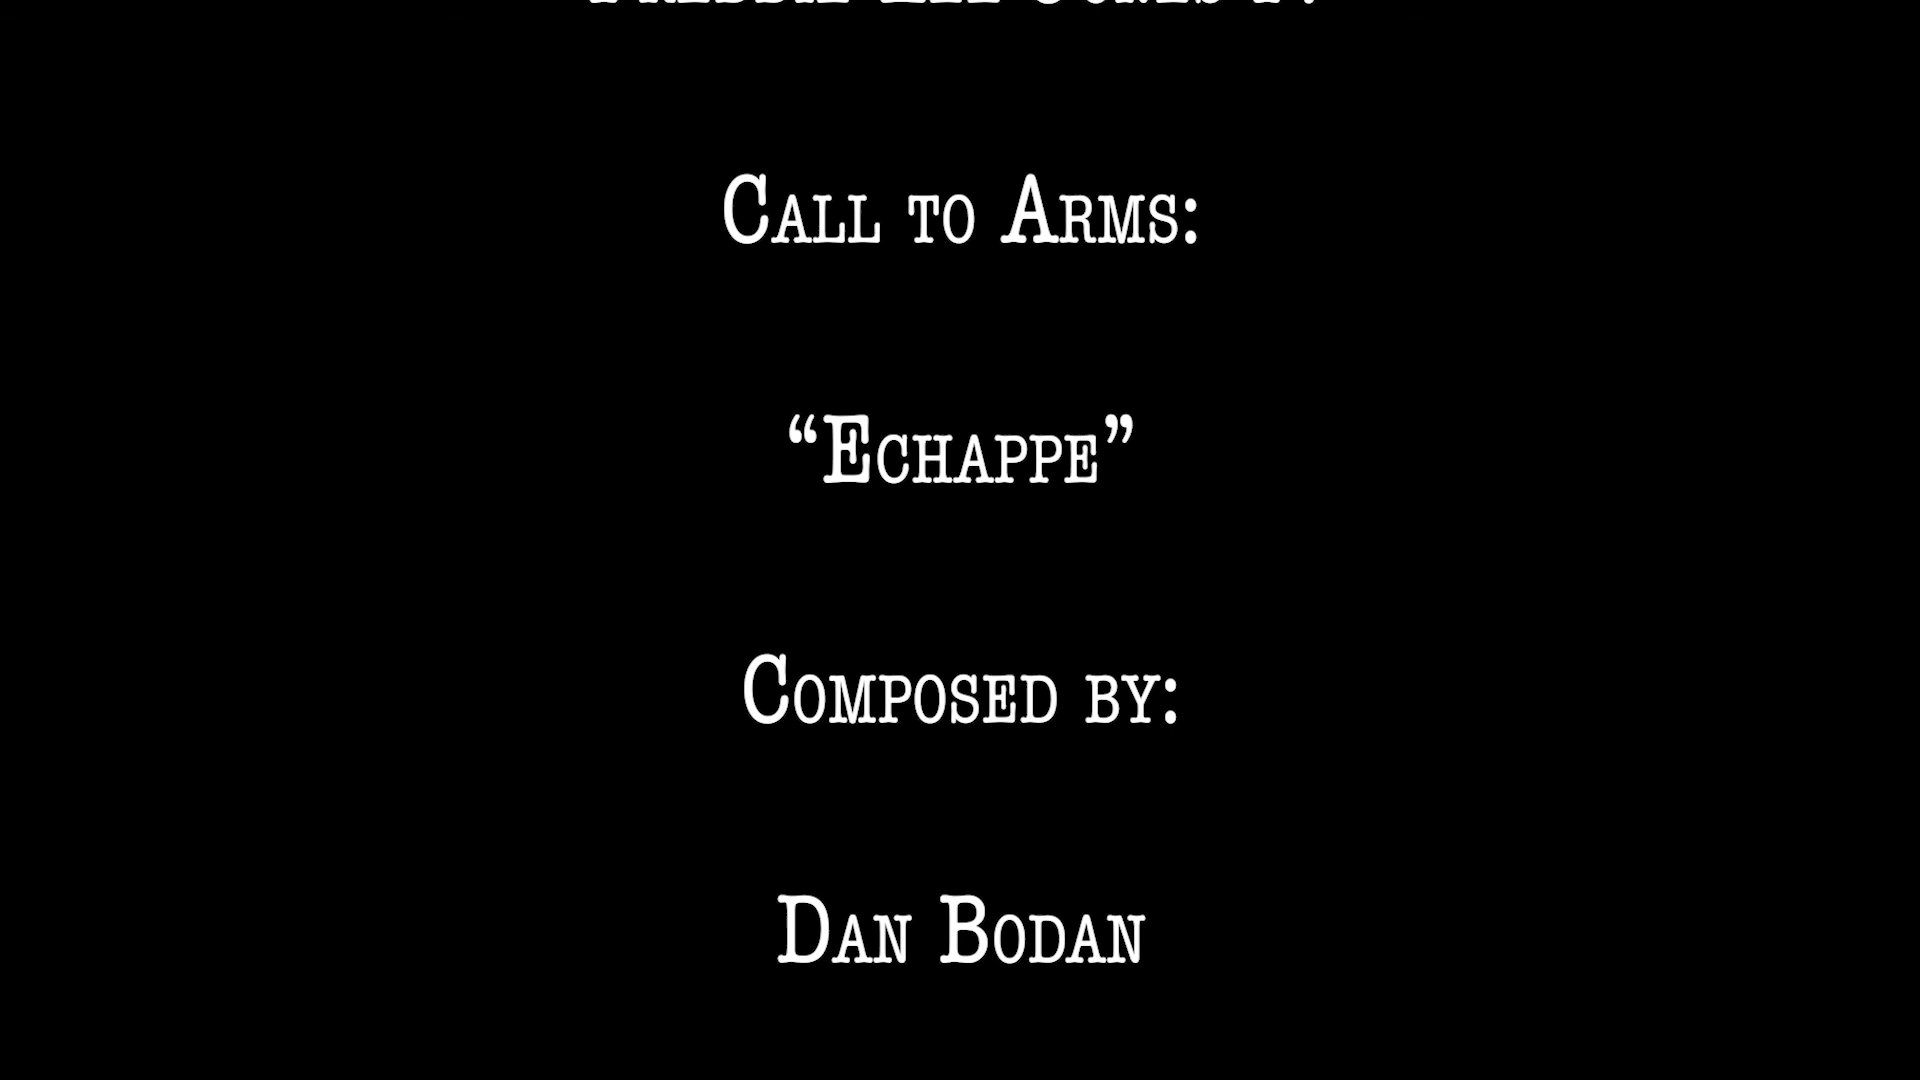 Call to Arms:
“Echappe”
Composed by:
Dan Bodan